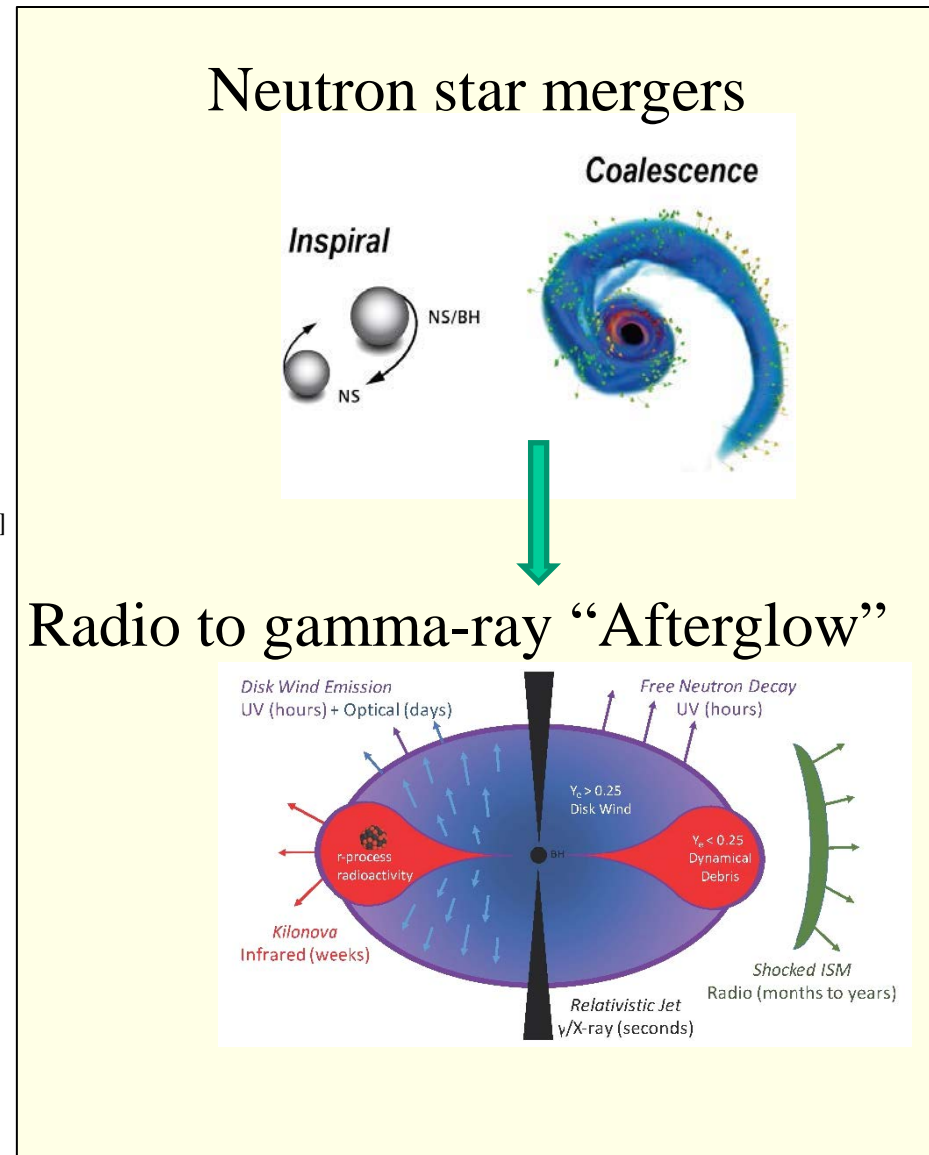 Neutron star mergers
Coalescence
Inspiral
NS/BH
NS
]
Radio to gamma-ray “Afterglow”
Disk Wind Emission
UV (hours) + Optical (days)
Free Neutron Decay
UV (hours)
Yₑ > 0.25
Disk Wind
r-process
radioactivity
BH
Yₑ < 0.25
Dynamical
Debris
Kilonova
Infrared (weeks)
Shocked ISM
Radio (months to years)
Relativistic Jet
γ/X-ray (seconds)